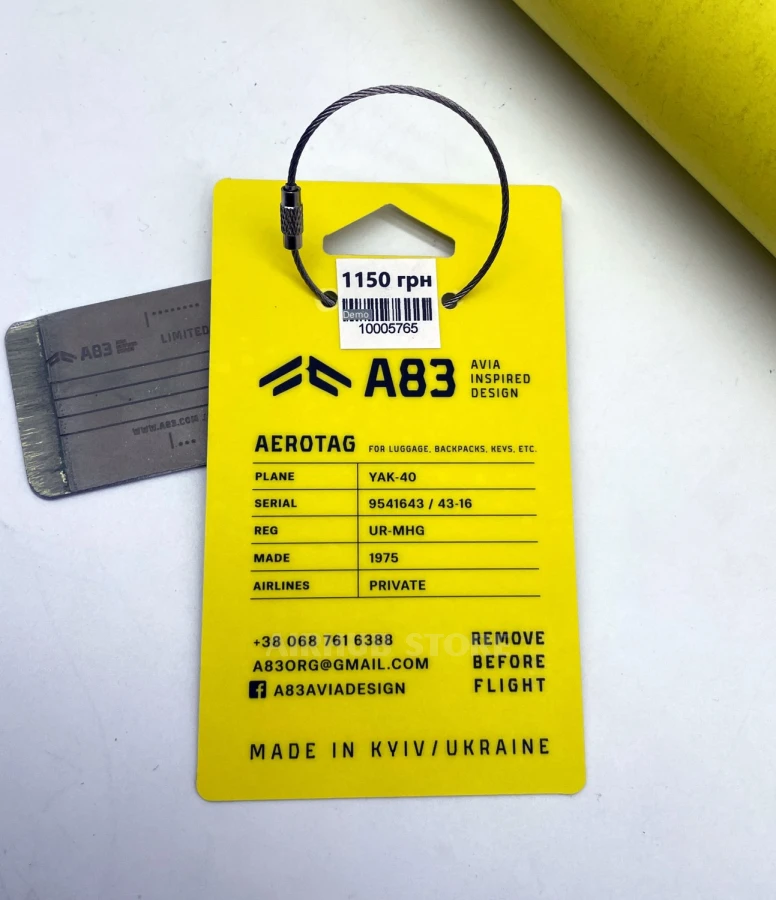 1150 грн
Demo
10005765
A83
AVIA
INSPIRED
DESIGN
AEROTAG FOR LUGGAGE, BACKPACKS, KEYS, ETC.
PLANE YAK-40
SERIAL 9541643 / 43-16
REG UR-MHG
MADE 1975
AIRLINES PRIVATE
+38 068 761 6388
A83ORG@GMAIL.COM
A83AVIADESIGN
REMOVE
BEFORE
FLIGHT
MADE IN KYIV/UKRAINE
AIRHUB STORE
A83
LIMITED
WWW.A83.COM